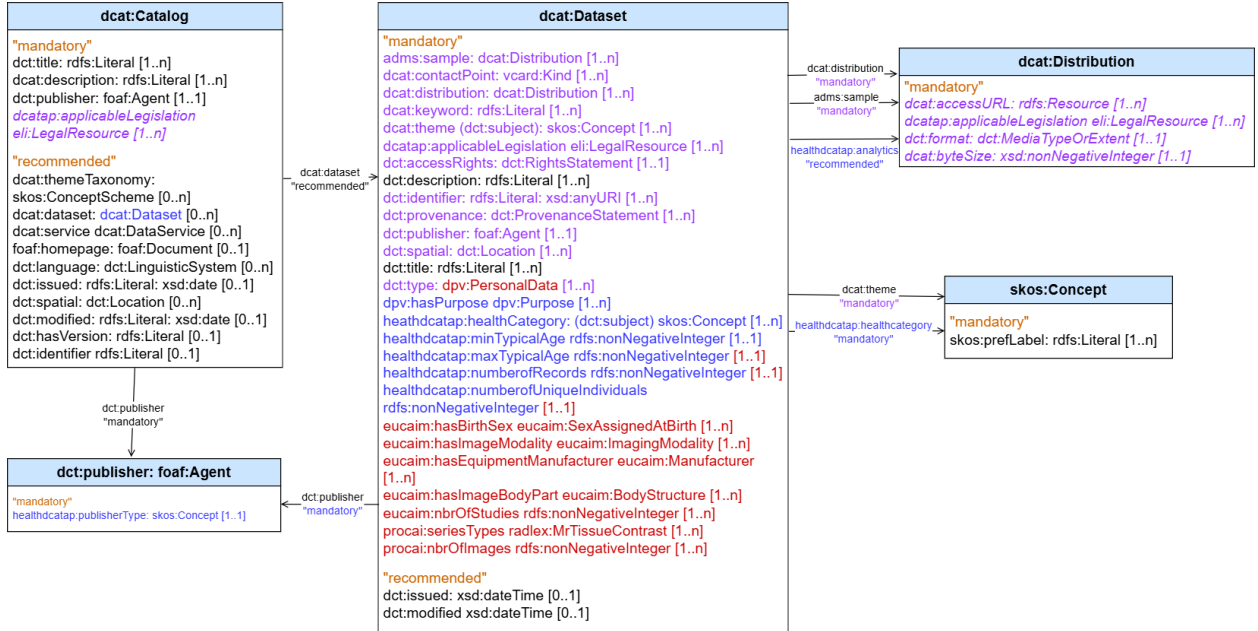 dcat:Catalog
"mandatory"
dct:title: rdfs:Literal [1..n]
dcat:description: rdfs:Literal [1..n]
dct:publisher: foaf:Agent [1..1]
dcatap:applicableLegislation
eli:LegalResource [1..n]
"recommended"
dcat:themeTaxonomy:
skos:ConceptScheme [0..n]
dcat:dataset: dcat:Dataset [0..n]
dcat:service dcat:DataService [0..n]
foaf:homepage: foaf:Document [0..1]
dct:language: dct:LinguisticSystem [0..n]
dct:issued: rdfs:Literal: xsd:date [0..1]
dct:spatial: dct:Location [0..n]
dct:modified: rdfs:Literal: xsd:date [0..1]
dct:hasVersion: rdfs:Literal [0..1]
dct:identifier rdfs:Literal [0..1]
dct:publisher
"mandatory"
dct:publisher: foaf:Agent
"mandatory"
healthdcatap:publisherType: skos:Concept [1..1]
dcat:dataset
"recommended"
dct:publisher
"mandatory"
dcat:Dataset
"mandatory"
adms:sample: dcat:Distribution [1..n]
dcat:contactPoint: vcard:Kind [1..n]
dcat:distribution: dcat:Distribution [1..n]
dcat:keyword: rdfs:Literal [1..n]
dcat:theme (dct:subject): skos:Concept [1..n]
dcatap:applicableLegislation eli:LegalResource [1..n]
dct:accessRights: dct:RightsStatement [1..1]
dct:description: rdfs:Literal [1..n]
dct:identifier: rdfs:Literal: xsd:anyURI [1..n]
dct:provenance: dct:ProvenanceStatement [1..n]
dct:publisher: foaf:Agent [1..1]
dct:spatial: dct:Location [1..n]
dct:title: rdfs:Literal [1..n]
dct:type: dpv:PersonalData [1..n]
dpv:hasPurpose dpv:Purpose [1..n]
heathdcatap:healthCategory: (dct:subject) skos:Concept [1..n]
healthdcatap:minTypicalAge rdfs:nonNegativeInteger [1..1]
healthdcatap:maxTypicalAge rdfs:nonNegativeInteger [1..1]
healthdcatap:numberofRecords rdfs:nonNegativeInteger [1..1]
healthdcatap:numberofUniqueIndividuals
rdfs:nonNegativeInteger [1..1]
eucaim:hasBirthSex eucaim:SexAssignedAtBirth [1..n]
eucaim:hasImageModality eucaim:ImagingModality [1..n]
eucaim:hasEquipmentManufacturer eucaim:Manufacturer
[1..n]
eucaim:hasImageBodyPart eucaim:BodyStructure [1..n]
eucaim:nbrOfStudies rdfs:nonNegativeInteger [1..n]
procai:seriesTypes radlex:MrTissueContrast [1..n]
procai:nbrOfImages rdfs:nonNegativeInteger [1..n]
"recommended"
dct:issued: xsd:dateTime [0..1]
dct:modified xsd:dateTime [0..1]
dcat:distribution
"mandatory"
adms:sample
"mandatory"
healthdcatap:analytics
"recommended"
dcat:Distribution
"mandatory"
dcat:accessURL: rdfs:Resource [1..n]
dcatap:applicableLegislation eli:LegalResource [1..n]
dct:format: dct:MediaTypeOrExtent [1..1]
dcat:byteSize: xsd:nonNegativeInteger [1..1]
dcat:theme
"mandatory"
healthdcatap:healthcategory
"mandatory"
skos:Concept
"mandatory"
skos:prefLabel: rdfs:Literal [1..n]